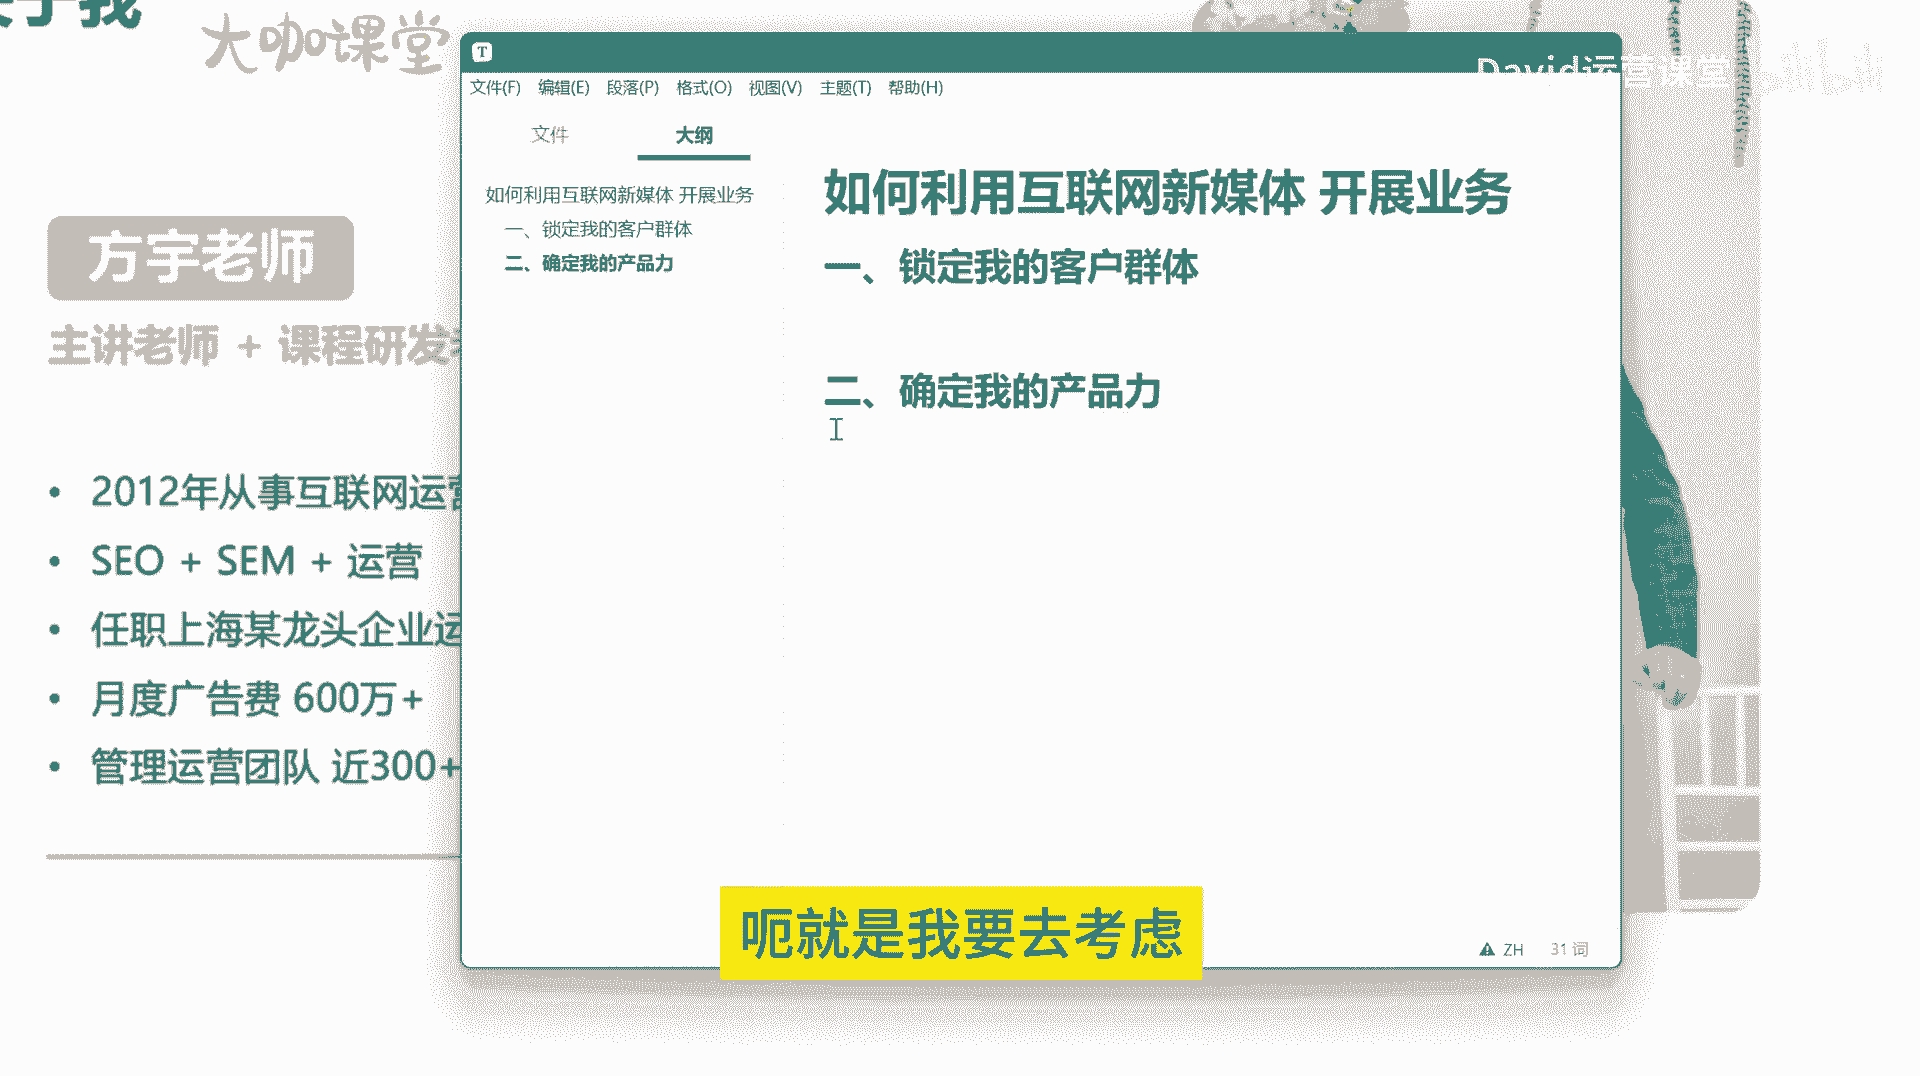 大咖课堂
David运营课堂
bilibili
文件(F) 编辑(E) 段落(P) 格式(O) 视图(V) 主题(T) 帮助(H)
文件 大纲
如何利用互联网新媒体 开展业务
一、锁定我的客户群体
二、确定我的产品力
如何利用互联网新媒体 开展业务
一、锁定我的客户群体
二、确定我的产品力
方宇老师
主讲老师 + 课程研发
2012年从事互联网运营
SEO + SEM + 运营
任职上海某龙头企业运
月度广告费 600万+
管理运营团队 近300+
呃就是我要去考虑
ZH 31 词